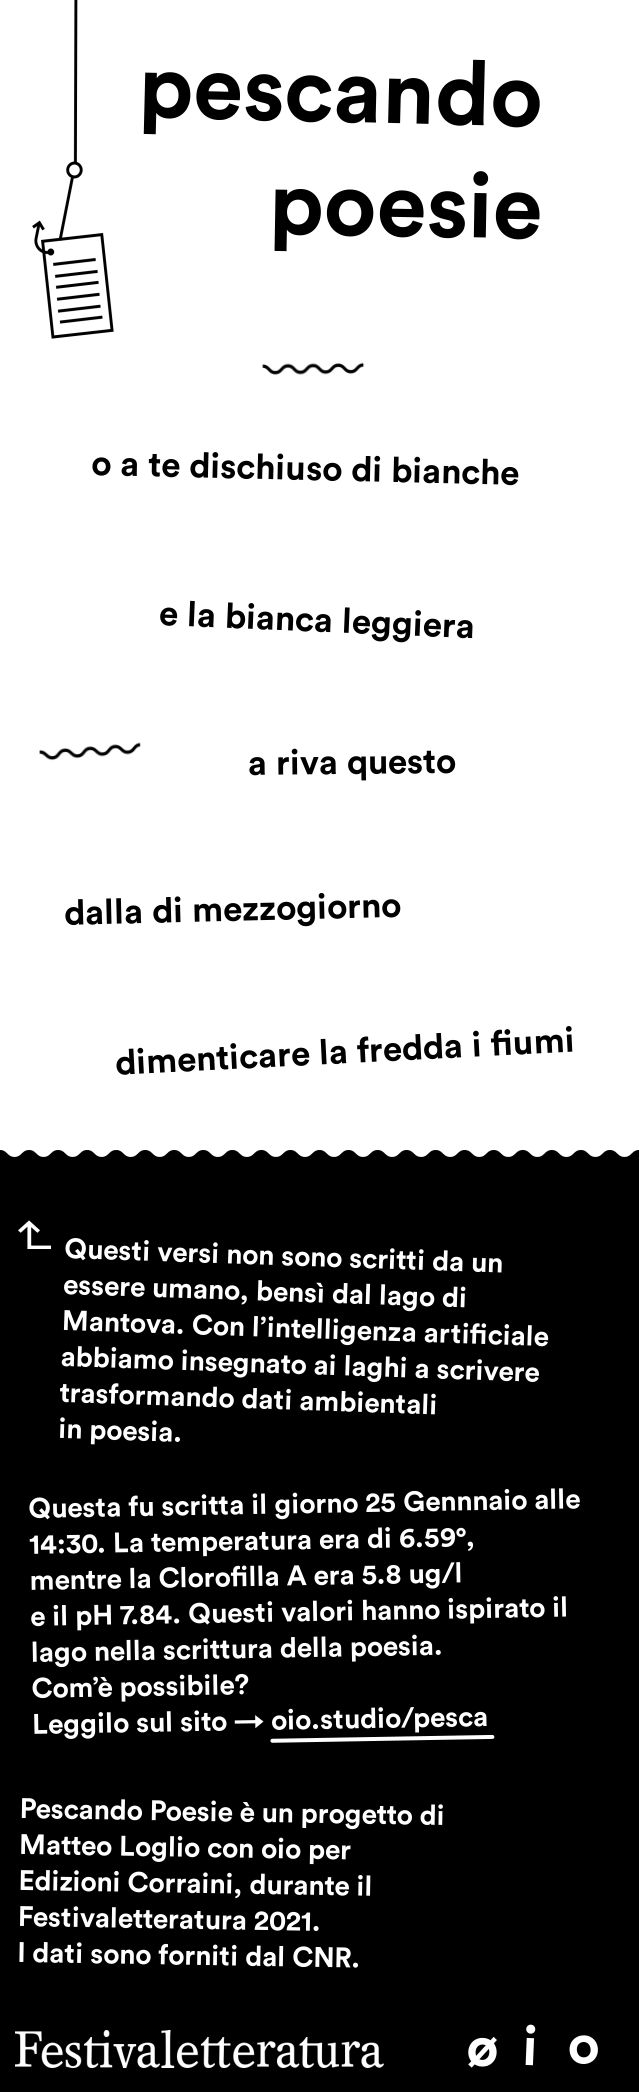 pescando
poesie
o a te dischiuso di bianche
e la bianca leggiera
a riva questo
dalla di mezzogiorno
dimenticare la fredda i fiumi
Questi versi non sono scritti da un
essere umano, bensì dal lago di
Mantova. Con l'intelligenza artificiale
abbiamo insegnato ai laghi a scrivere
trasformando dati ambientali
in poesia.
Questa fu scritta il giorno 25 Gennnaio alle
14:30. La temperatura era di 6.59°,
mentre la Clorofilla A era 5.8 ug/l
e il pH 7.84. Questi valori hanno ispirato il
lago nella scrittura della poesia.
Com'è possibile?
Leggilo sul sito → oio.studio/pesca
Pescando Poesie è un progetto di
Matteo Loglio con oio per
Edizioni Corraini, durante il
Festivaletteratura 2021.
I dati sono forniti dal CNR.
Festivaletteratura ø i o